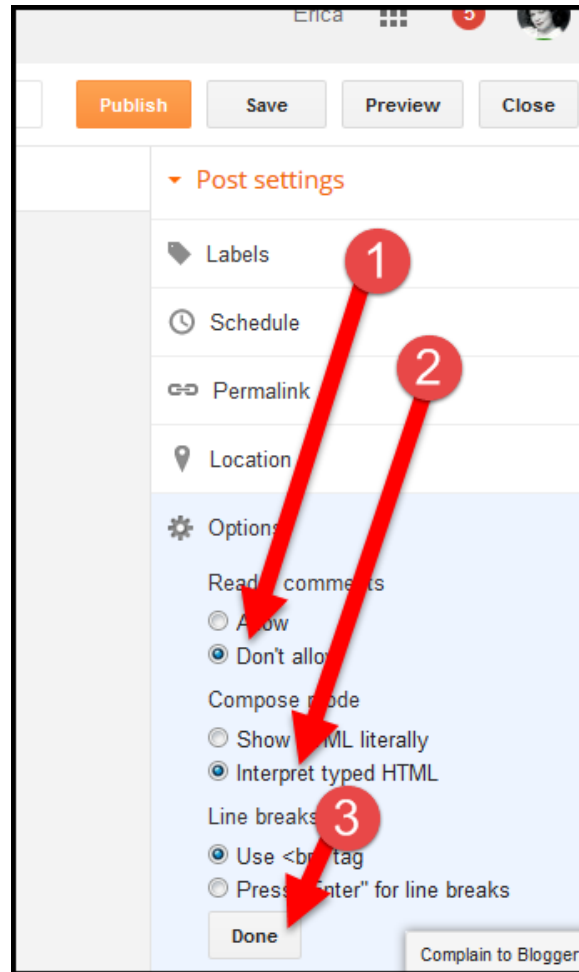 Erica 5
Publish Save Preview Close
Post settings
Labels
1
Schedule
2
Permalink
Location
Options
Reader comments
Allow
Don't allow
Compose mode
Show HTML literally
Interpret typed HTML
Line breaks
3
Use <br> tag
Press "Enter" for line breaks
Done
Complain to Blogger